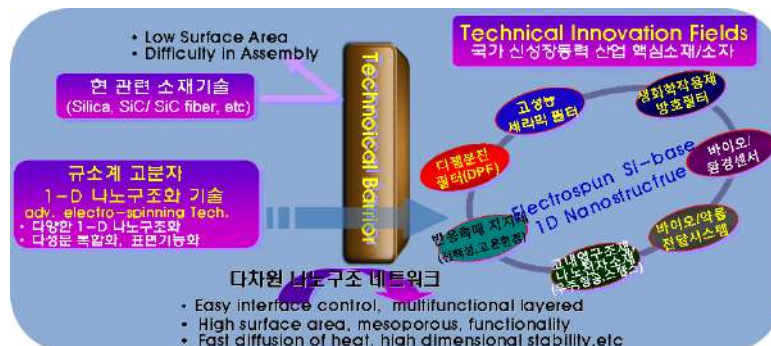 • Low Surface Area
• Difficulty in Assembly
현 관련 소재기술
(Silica, SiC/ SiC fiber, etc)
규소계 고분자
1-D 나노구조화 기술
adv. electro-spinning Tech.
• 다양한 1-D 나노구조화
• 다성분 복합화, 표면기능화
Technoical Barrier
Technical Innovation Fields
국가 신성장동력 산업 핵심소재/소자
고성능
세라믹 필터
생화학작용제
방호필터
디젤분진
필터(DPF)
바이오/
환경센서
Electrospun Si-base
1D Nanostructrue
반응촉매 지지체
바이오/약물
전달시스템
다차원 나노구조 네트워크
• Easy interface control, multifunctional layered
• High surface area, mesoporous, functionality
• Fast diffusion of heat, high dimensional stability,etc